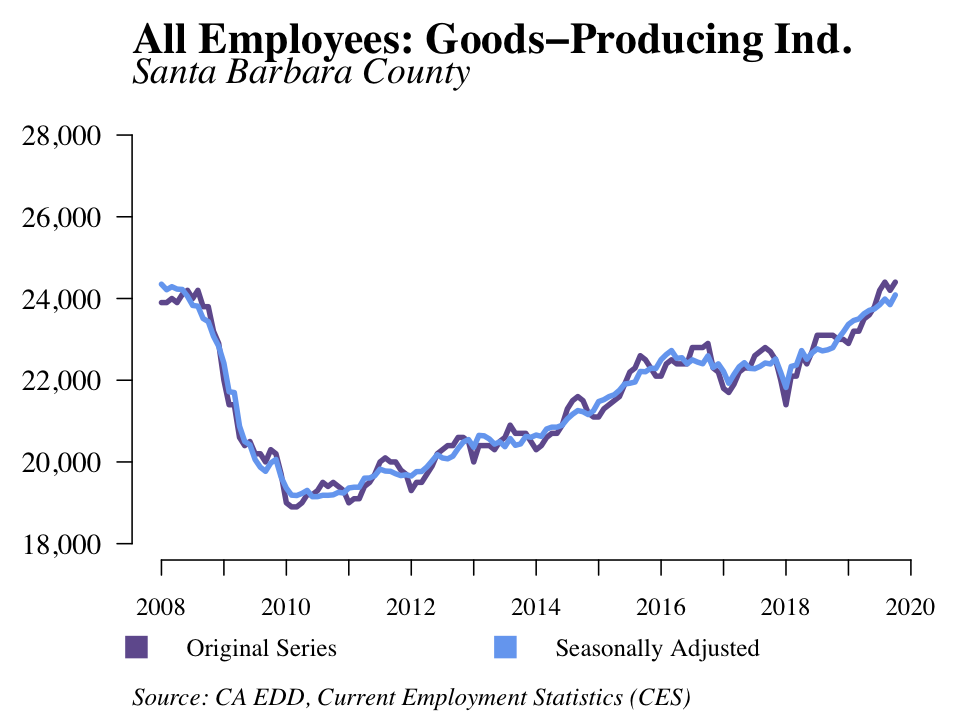 All Employees: Goods−Producing Ind.
Santa Barbara County
28,000
26,000
24,000
22,000
20,000
18,000
2008 2010 2012 2014 2016 2018 2020
Original Series Seasonally Adjusted
Source: CA EDD, Current Employment Statistics (CES)